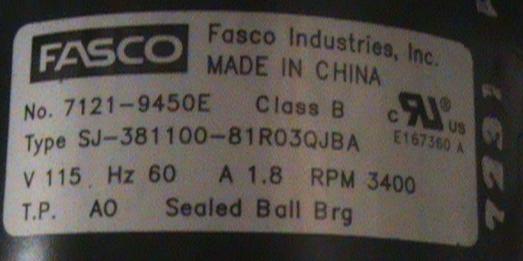 FASCO
Fasco Industries, Inc.
MADE IN CHINA
No. 7121-9450E Class B
Type SJ-381100-81R03QJBA
c RU ® US
E167360 A
V 115 Hz 60 A 1.8 RPM 3400
T.P. AO Sealed Ball Brg